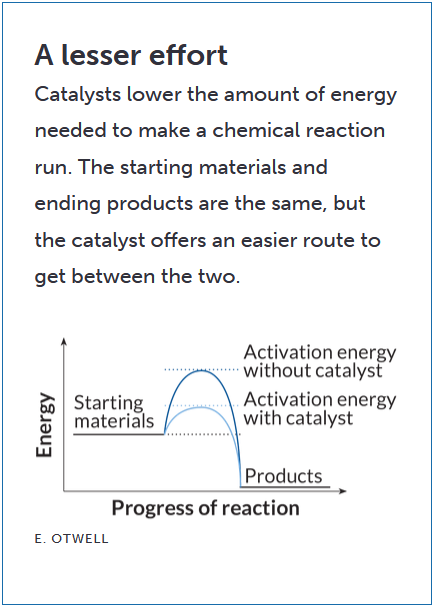 A lesser effort
Catalysts lower the amount of energy
needed to make a chemical reaction
run. The starting materials and
ending products are the same, but
the catalyst offers an easier route to
get between the two.
Activation energy
without catalyst
Starting
materials
Activation energy
with catalyst
Energy
Products
Progress of reaction
E. OTWELL